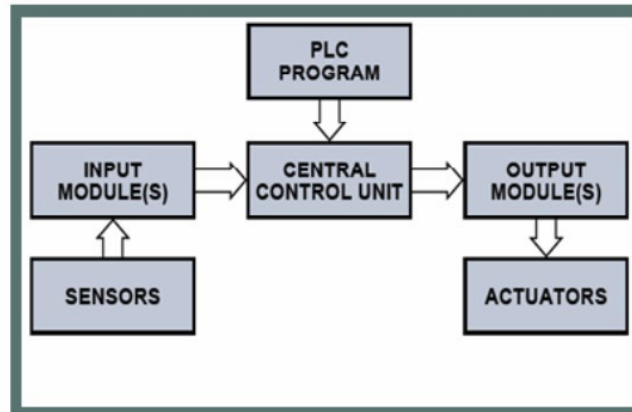 PLC
PROGRAM
INPUT
MODULE(S)
CENTRAL
CONTROL UNIT
OUTPUT
MODULE(S)
SENSORS
ACTUATORS